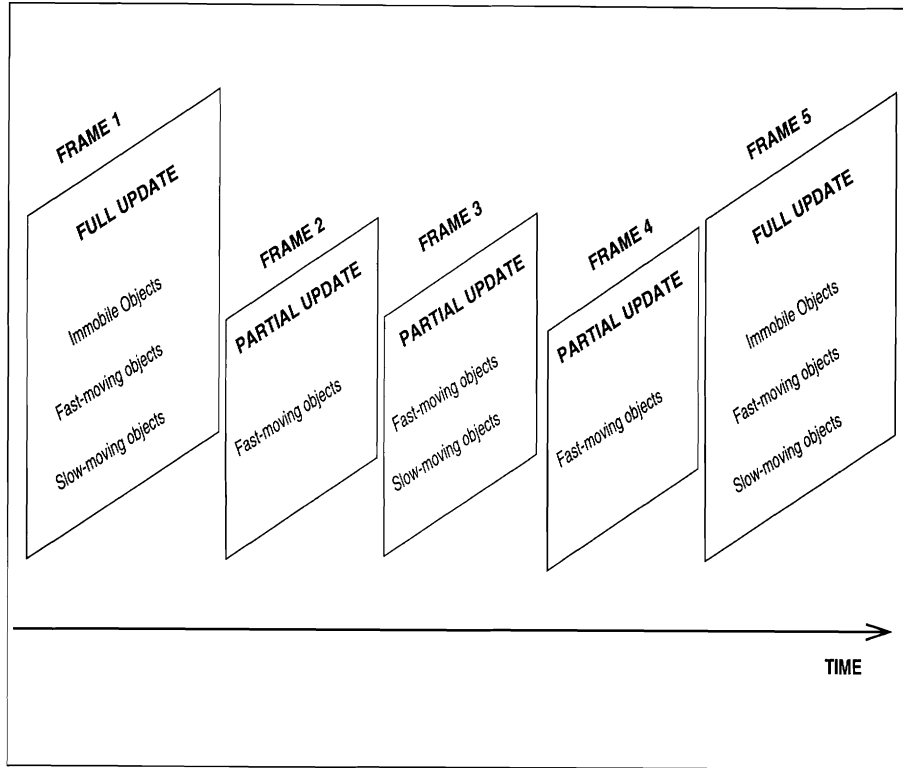 FRAME 1
FULL UPDATE
Immobile Objects
Fast-moving objects
Slow-moving objects
FRAME 2
PARTIAL UPDATE
Fast-moving objects
FRAME 3
PARTIAL UPDATE
Fast-moving objects
Slow-moving objects
FRAME 4
PARTIAL UPDATE
Fast-moving objects
FRAME 5
FULL UPDATE
Immobile Objects
Fast-moving objects
Slow-moving objects
TIME